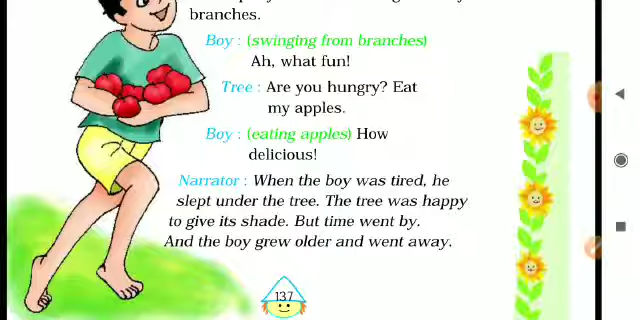 branches.
Boy : (swinging from branches)
Ah, what fun!
Tree : Are you hungry? Eat
my apples.
Boy : (eating apples) How
delicious!
Narrator : When the boy was tired, he
slept under the tree. The tree was happy
to give its shade. But time went by.
And the boy grew older and went away.
137